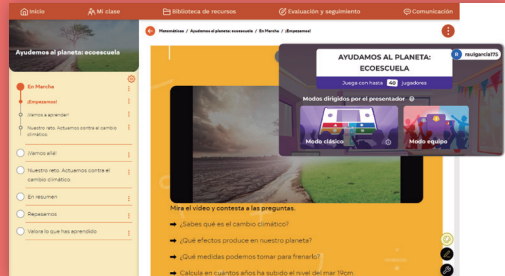 Inicio
Mi clase
Biblioteca de recursos
Evaluación y seguimiento
Comunicación
Ayudemos al planeta: ecoescuela
En Marcha
¡Empezamos!
¡Vamos a aprender!
Nuestro reto: Actuamos contra el cambio
climático.
¡Vamos allá!
Nuestro reto. Actuamos contra el
cambio climático.
En resumen
Repasamos
Valora lo que has aprendido
Matemáticas / Ayudemos al planeta: ecoescuela / En Marcha / ¡Empezamos!
Mira el vídeo y contesta a las preguntas.
➡ ¿Sabes qué es el cambio climático?
➡ ¿Qué efectos produce en nuestro planeta?
➡ ¿Qué medidas podemos tomar para frenarlo?
➡ Calcula en cuántos años ha subido el nivel del mar 19cm.
R raulgarcia175
AYUDAMOS AL PLANETA:
ECOESCUELA
Juega con hasta 40 jugadores
Modos dirigidos por el presentador
Modo clásico
Modo equipo